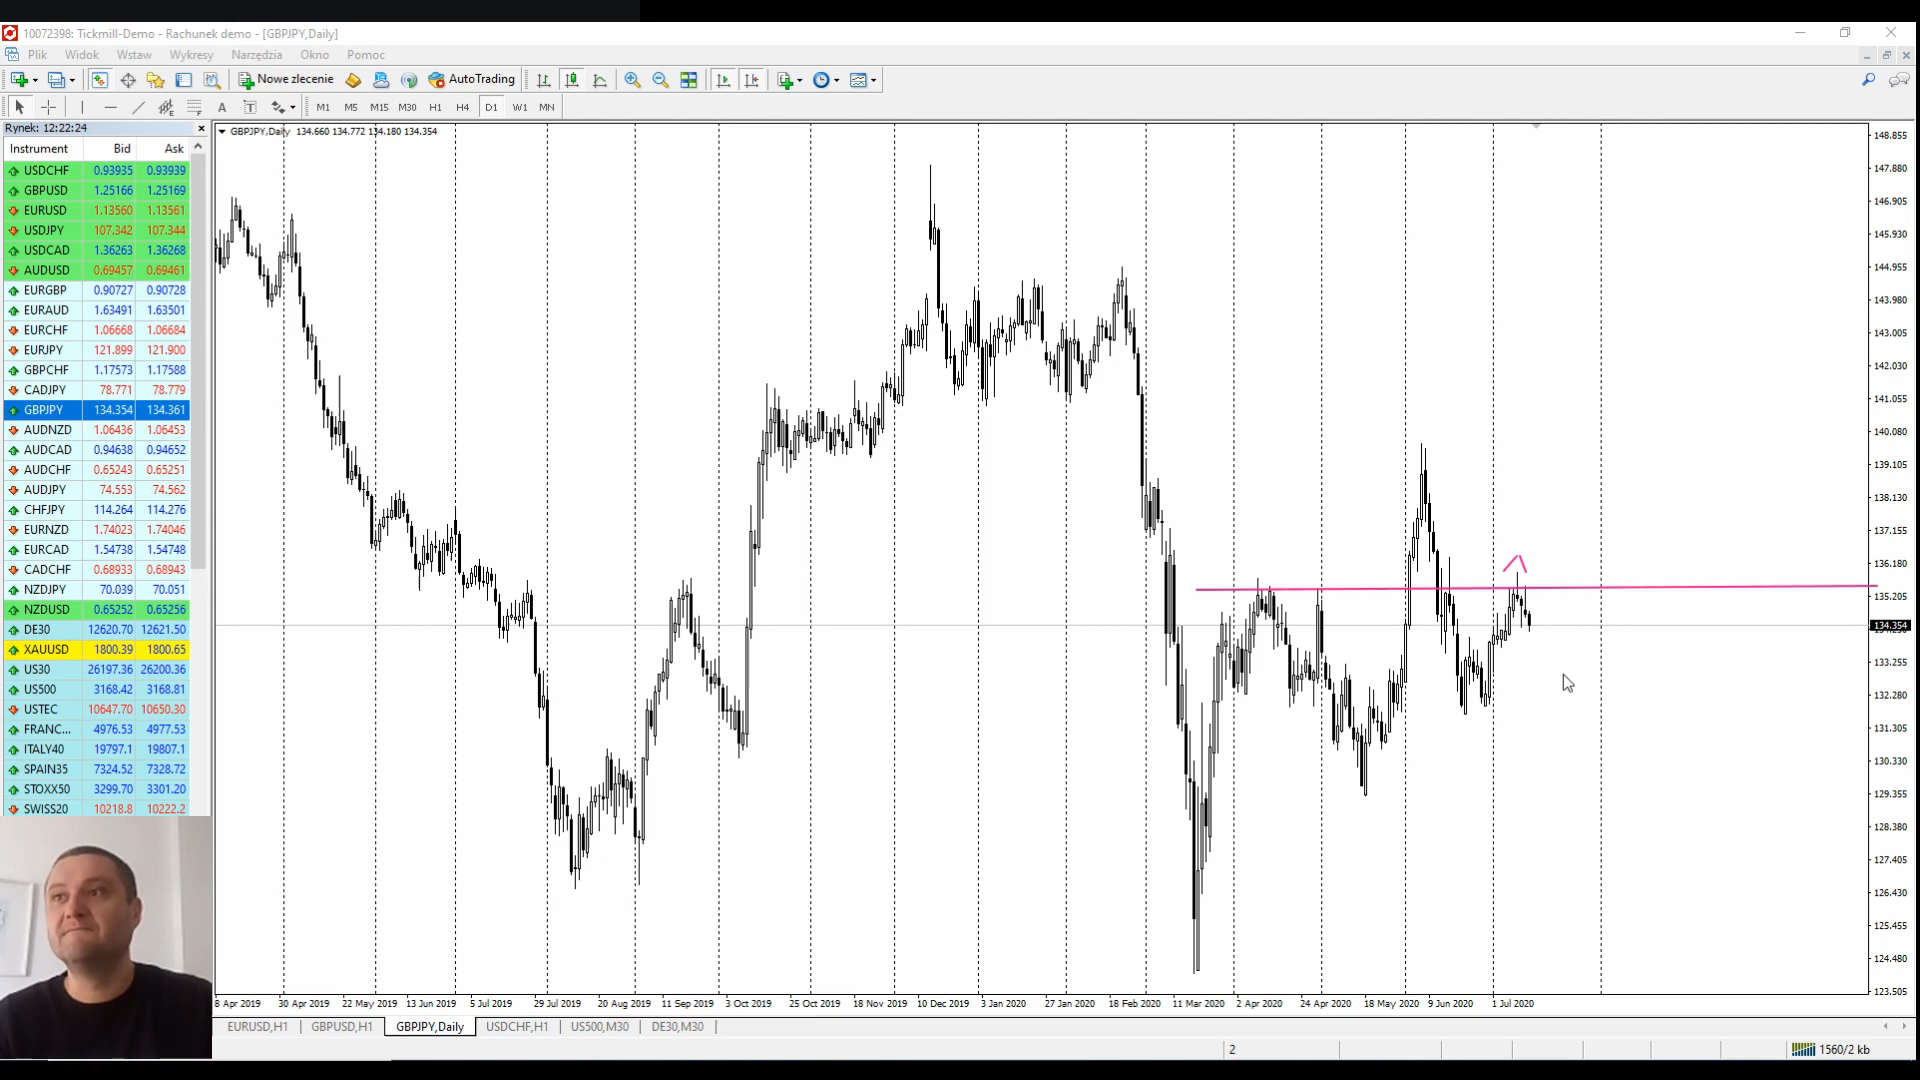 10072398: Tickmill-Demo - Rachunek demo - [GBPJPY,Daily]
Plik Widok Wstaw Wykresy Narzędzia Okno Pomoc
Nowe zlecenie AutoTrading
A T M1 M5 M15 M30 H1 H4 D1 W1 MN
Rynek: 12:22:24
Instrument Bid Ask
USDCHF 0.93935 0.93939
GBPUSD 1.25166 1.25169
EURUSD 1.13560 1.13561
USDJPY 107.342 107.344
USDCAD 1.36263 1.36268
AUDUSD 0.69457 0.69461
EURGBP 0.90727 0.90728
EURAUD 1.63491 1.63501
EURCHF 1.06668 1.06684
EURJPY 121.899 121.900
GBPCHF 1.17573 1.17588
CADJPY 78.771 78.779
GBPJPY 134.354 134.361
AUDNZD 1.06436 1.06453
AUDCAD 0.94638 0.94652
AUDCHF 0.65243 0.65251
AUDJPY 74.553 74.562
CHFJPY 114.264 114.276
EURNZD 1.74023 1.74046
EURCAD 1.54738 1.54748
CADCHF 0.68933 0.68943
NZDJPY 70.039 70.051
NZDUSD 0.65252 0.65256
DE30 12620.70 12621.50
XAUUSD 1800.39 1800.65
US30 26197.36 26200.36
US500 3168.42 3168.81
USTEC 10647.70 10650.30
FRANC... 4976.53 4977.53
ITALY40 19797.1 19807.1
SPAIN35 7324.52 7328.72
STOXX50 3299.70 3301.20
SWISS20 10218.8 10222.2
GBPJPY,Daily 134.660 134.772 134.180 134.354
148.855
147.880
146.905
145.930
144.955
143.980
143.005
142.030
141.055
140.080
139.105
138.130
137.155
136.180
135.205
134.354
133.255
132.280
131.305
130.330
129.355
128.380
127.405
126.430
125.455
124.480
123.505
8 Apr 2019 30 Apr 2019 22 May 2019 13 Jun 2019 5 Jul 2019 29 Jul 2019 20 Aug 2019 11 Sep 2019 3 Oct 2019 25 Oct 2019 18 Nov 2019 10 Dec 2019 3 Jan 2020 27 Jan 2020 18 Feb 2020 11 Mar 2020 2 Apr 2020 24 Apr 2020 18 May 2020 9 Jun 2020 1 Jul 2020
EURUSD,H1 GBPUSD,H1 GBPJPY,Daily USDCHF,H1 US500,M30 DE30,M30
2 1560/2 kb